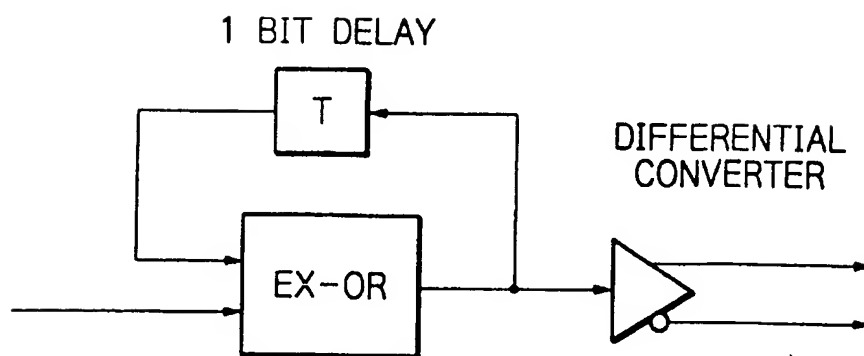 1 BIT DELAY
T
DIFFERENTIAL
CONVERTER
EX-OR